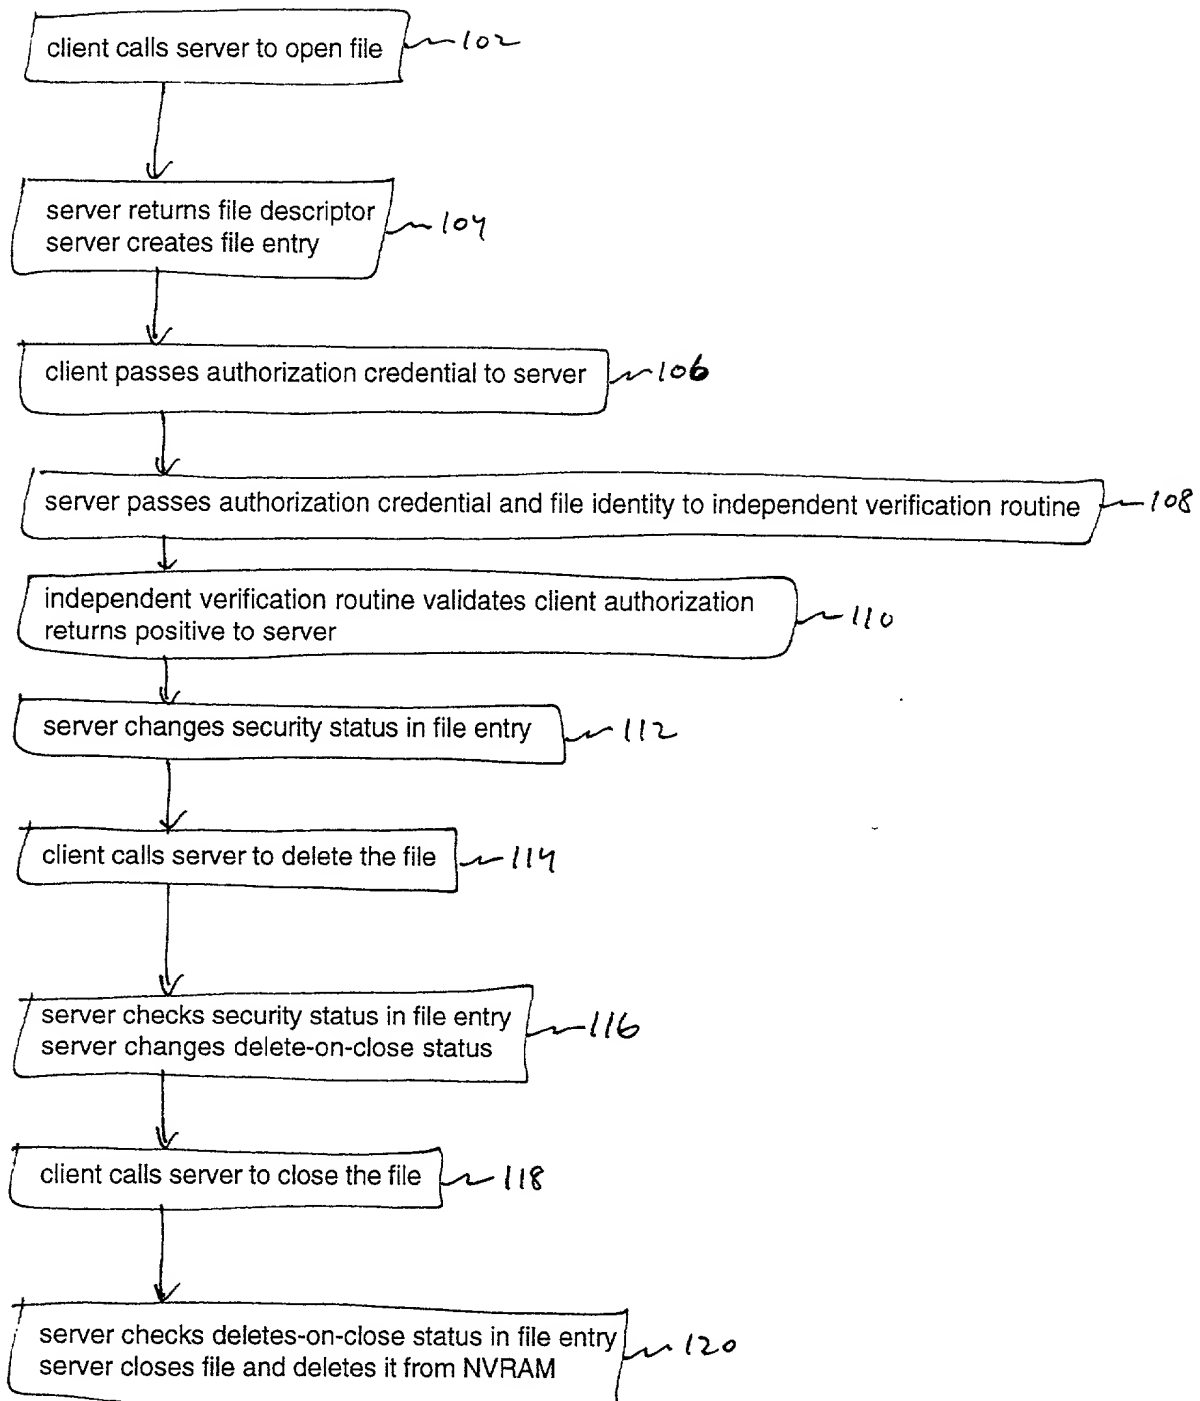 client calls server to open file 102
server returns file descriptor
server creates file entry 104
client passes authorization credential to server 106
server passes authorization credential and file identity to independent verification routine 108
independent verification routine validates client authorization
returns positive to server 110
server changes security status in file entry 112
client calls server to delete the file 114
server checks security status in file entry
server changes delete-on-close status 116
client calls server to close the file 118
server checks deletes-on-close status in file entry
server closes file and deletes it from NVRAM 120